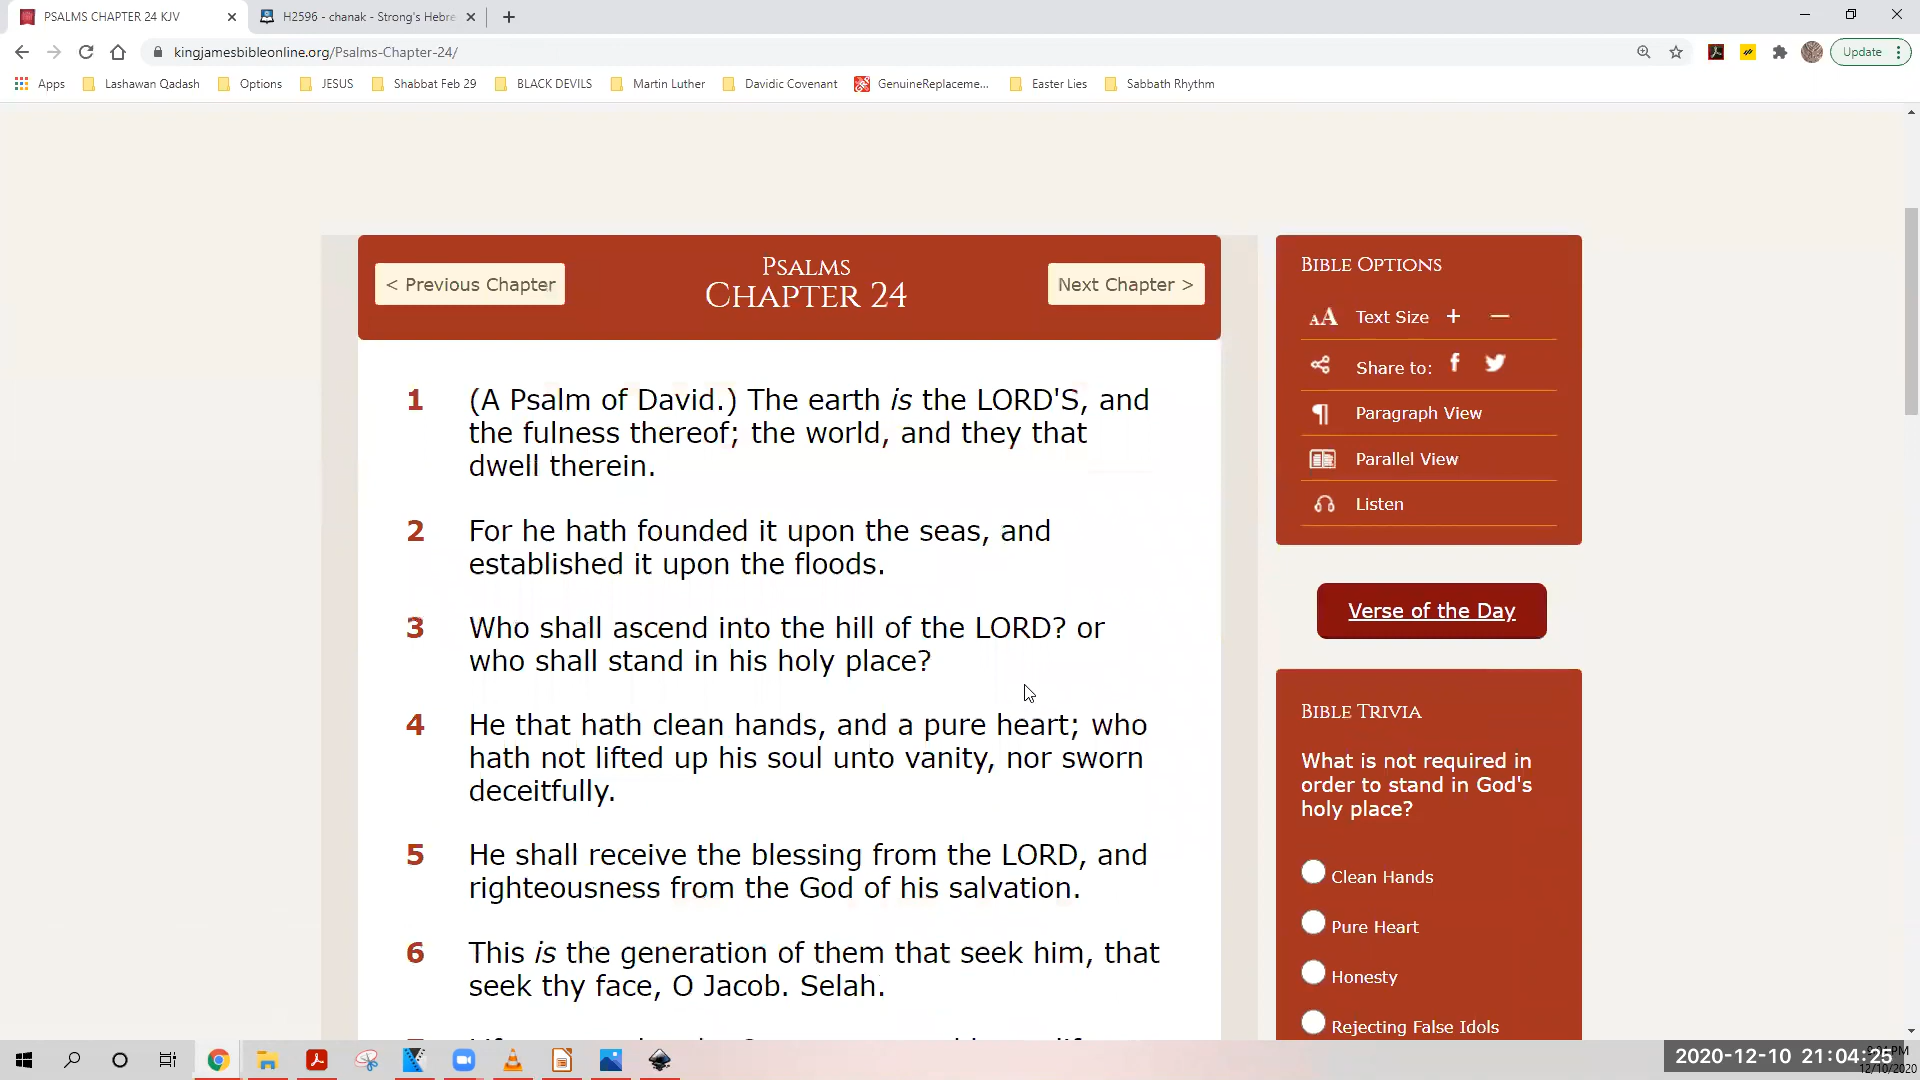 PSALMS CHAPTER 24 KJV
H2596 - chanak - Strong's Hebre
kingjamesbibleonline.org/Psalms-Chapter-24/
Update
Apps
Lashawan Qadash
Options
JESUS
Shabbat Feb 29
BLACK DEVILS
Martin Luther
Davidic Covenant
GenuineReplaceme...
Easter Lies
Sabbath Rhythm
< Previous Chapter
PSALMS
CHAPTER 24
Next Chapter >
1 (A Psalm of David.) The earth is the LORD'S, and
the fulness thereof; the world, and they that
dwell therein.
2 For he hath founded it upon the seas, and
established it upon the floods.
3 Who shall ascend into the hill of the LORD? or
who shall stand in his holy place?
4 He that hath clean hands, and a pure heart; who
hath not lifted up his soul unto vanity, nor sworn
deceitfully.
5 He shall receive the blessing from the LORD, and
righteousness from the God of his salvation.
6 This is the generation of them that seek him, that
seek thy face, O Jacob. Selah.
BIBLE OPTIONS
AA Text Size + —
Share to:
Paragraph View
Parallel View
Listen
Verse of the Day
BIBLE TRIVIA
What is not required in
order to stand in God's
holy place?
Clean Hands
Pure Heart
Honesty
Rejecting False Idols
2020-12-10 21:04:25
12/10/2020